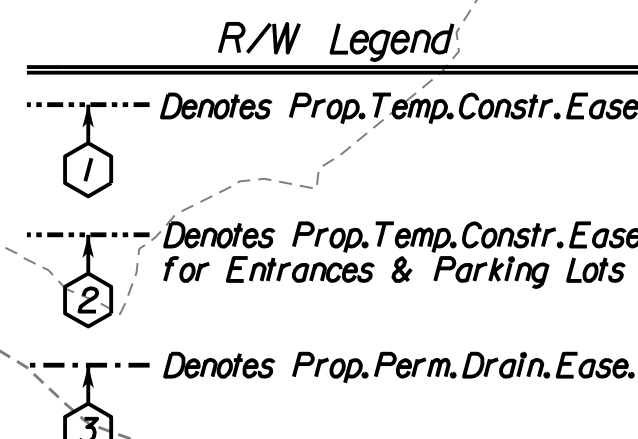 R/W Legend
Denotes Prop.Temp.Constr.Ease
1
Denotes Prop.Temp.Constr.Ease
for Entrances & Parking Lots
2
Denotes Prop.Perm.Drain.Ease.
3